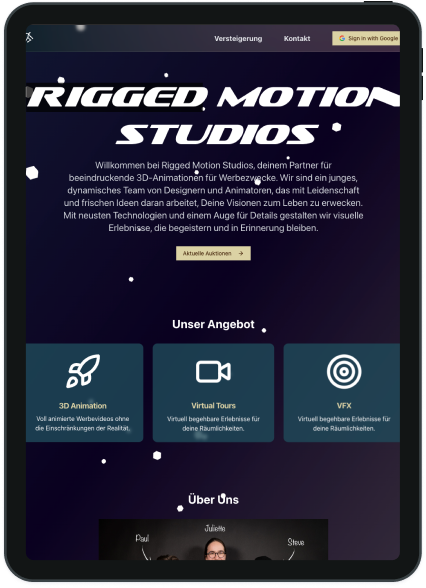 Versteigerung Kontakt Sign in with Google
RIGGED MOTION
STUDIOS
Willkommen bei Rigged Motion Studios, deinem Partner für
beeindruckende 3D-Animationen für Werbezwecke. Wir sind ein junges,
dynamisches Team von Designern und Animatoren, das mit Leidenschaft
und frischen Ideen daran arbeitet, Deine Visionen zum Leben zu erwecken.
Mit neusten Technologien und einem Auge für Details gestalten wir visuelle
Erlebnisse, die begeistern und in Erinnerung bleiben.
Aktuelle Auktionen →
Unser Angebot
3D Animation
Voll animierte Werbevideos ohne
die Einschränkungen der Realität.
Virtual Tours
Virtuell begehbare Erlebnisse für
deine Räumlichkeiten.
VFX
Virtuell begehbare Erlebnisse für
deine Räumlichkeiten.
Über Uns
Juliette
Paul
Steve